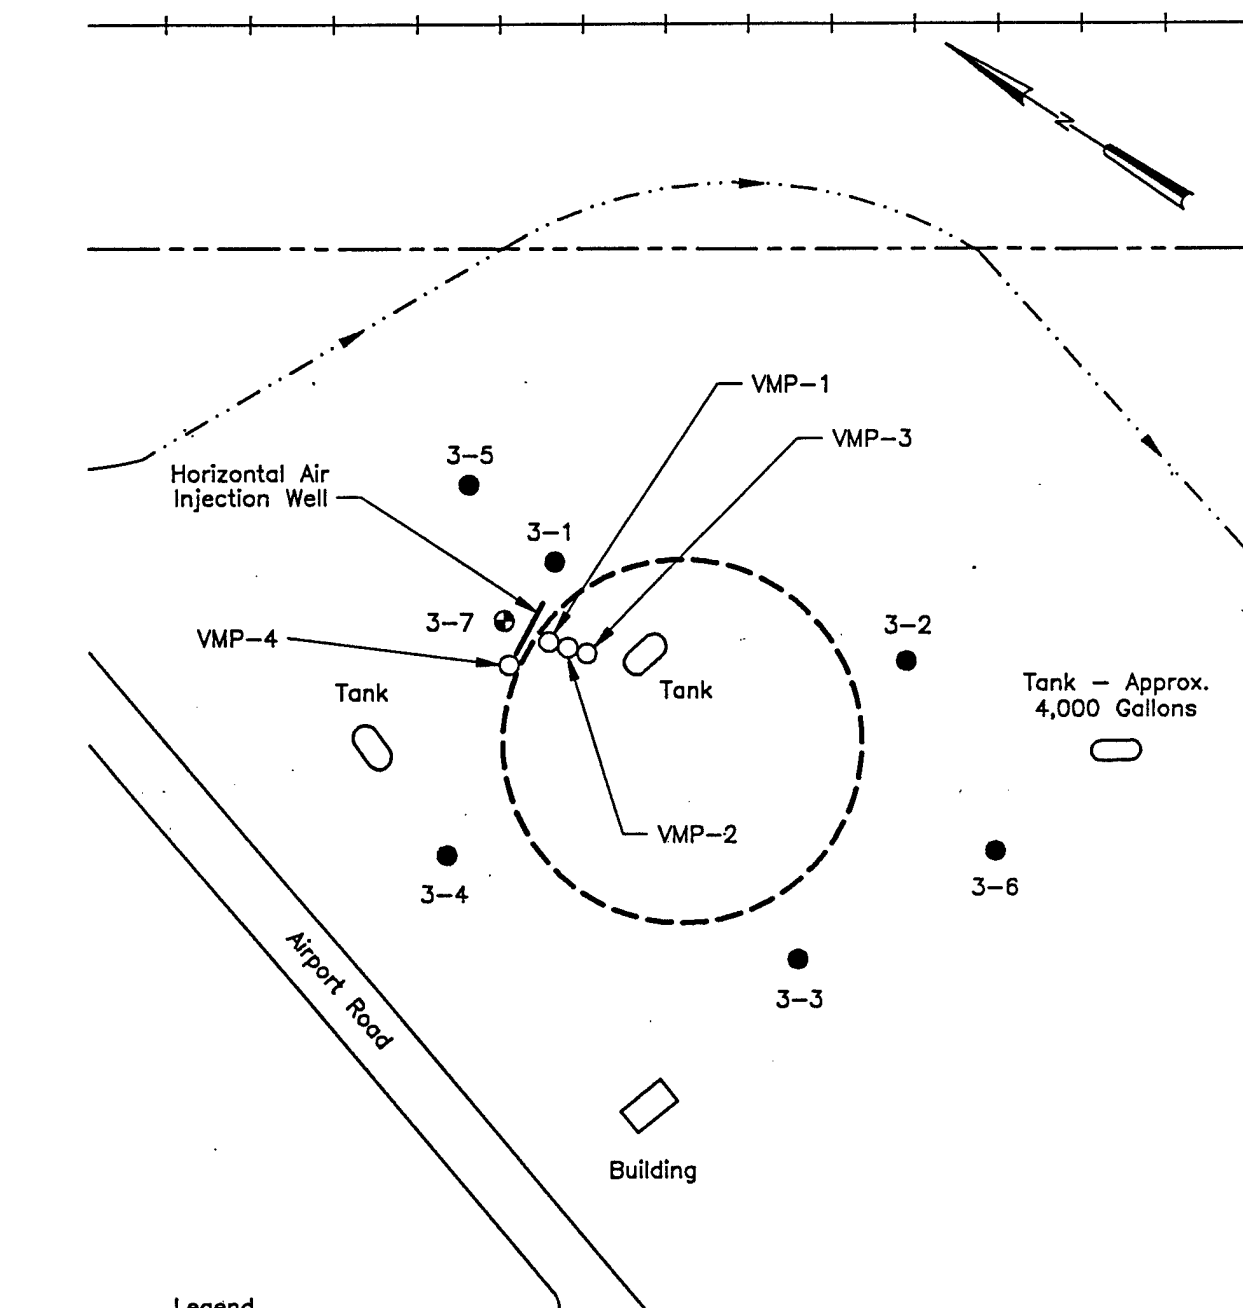 N
VMP-1
VMP-3
3-5
Horizontal Air
Injection Well
3-1
3-7
VMP-4
3-2
Tank
Tank
Tank - Approx.
4,000 Gallons
VMP-2
3-4
3-6
Airport Road
3-3
Building
Legend